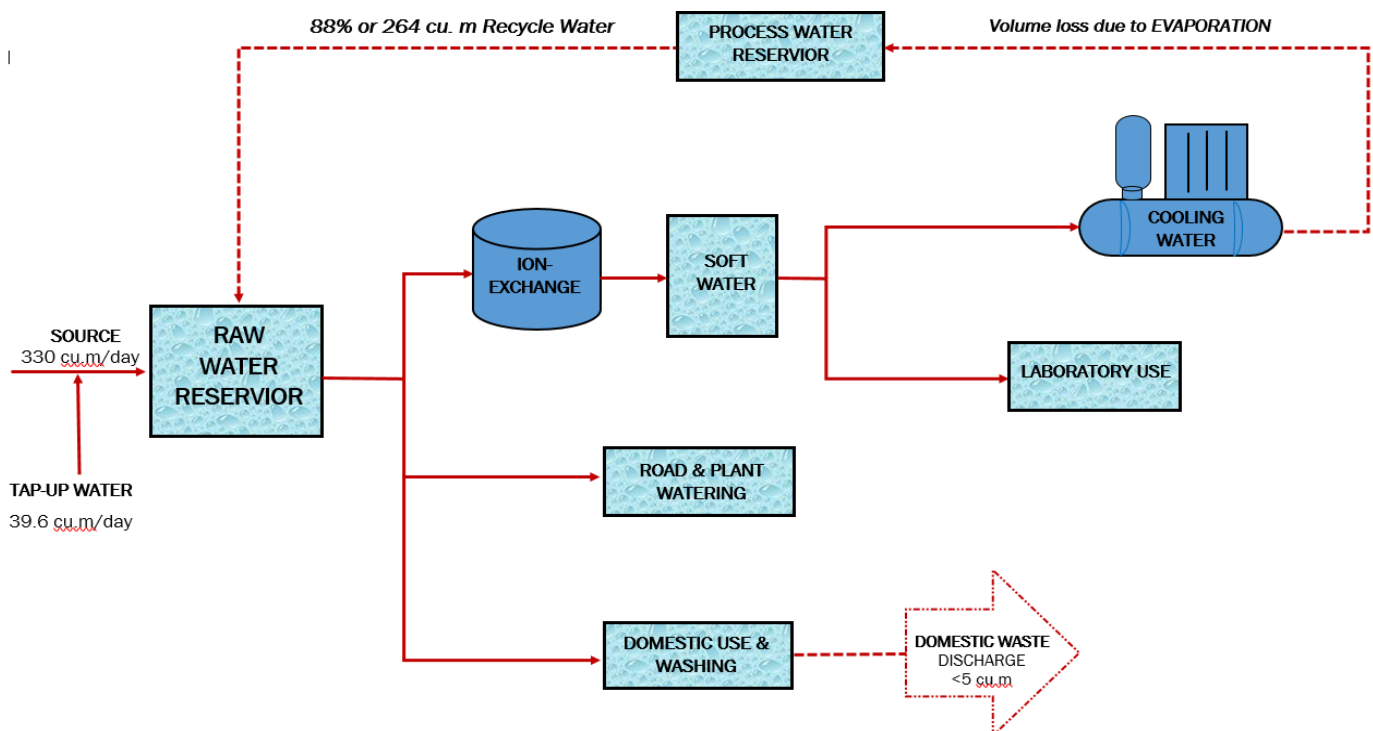 88% or 264 cu. m Recycle Water
PROCESS WATER
RESERVIOR
Volume loss due to EVAPORATION
COOLING
WATER
ION-
EXCHANGE
SOFT
WATER
SOURCE
330 cu.m/day
RAW
WATER
RESERVIOR
LABORATORY USE
TAP-UP WATER
39.6 cu.m/day
ROAD & PLANT
WATERING
DOMESTIC USE &
WASHING
DOMESTIC WASTE
DISCHARGE
<5 cu.m